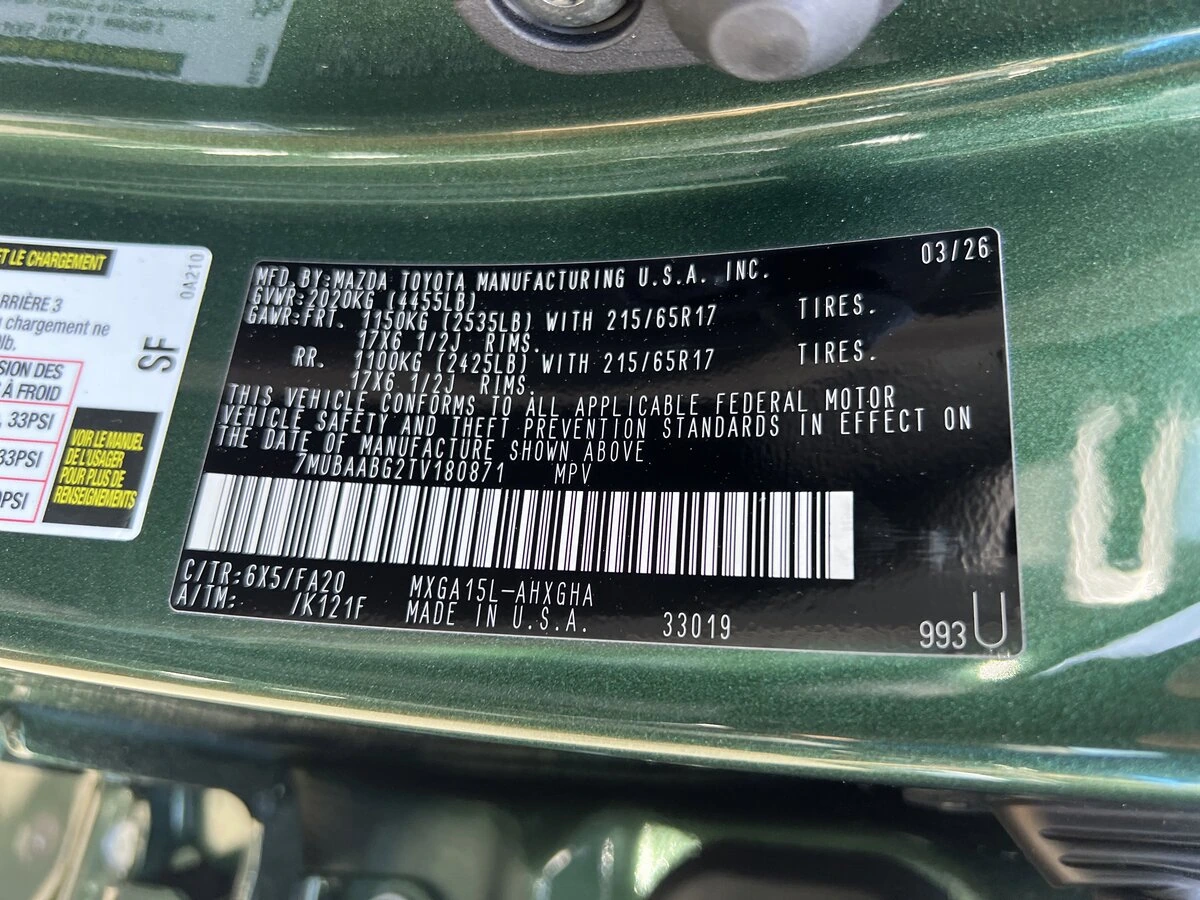 ET LE CHARGEMENT
0A210
ARRIÈRE 3
chargement ne
lb.
SF
SION DES
À FROID
33PSI
33PSI
PSI
VOIR LE MANUEL
DE L'USAGER
POUR PLUS DE
RENSEIGNEMENTS
03/26
MFD. BY:MAZDA TOYOTA MANUFACTURING U.S.A. INC.
GVWR:2020KG (4455LB)
GAWR:FRT. 1150KG (2535LB) WITH 215/65R17 TIRES.
17X6 1/2J RIMS.
RR. 1100KG (2425LB) WITH 215/65R17 TIRES.
17X6 1/2J RIMS.
THIS VEHICLE CONFORMS TO ALL APPLICABLE FEDERAL MOTOR
VEHICLE SAFETY AND THEFT PREVENTION STANDARDS IN EFFECT ON
THE DATE OF MANUFACTURE SHOWN ABOVE
7MUBAABG2TV180871 MPV
C/TR:6X5/FA20 MXGA15L-AHXGHA
A/TM: /K121F MADE IN U.S.A. 33019
993 U